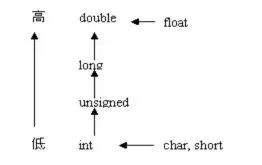 高 double float
long
unsigned
低 int char, short